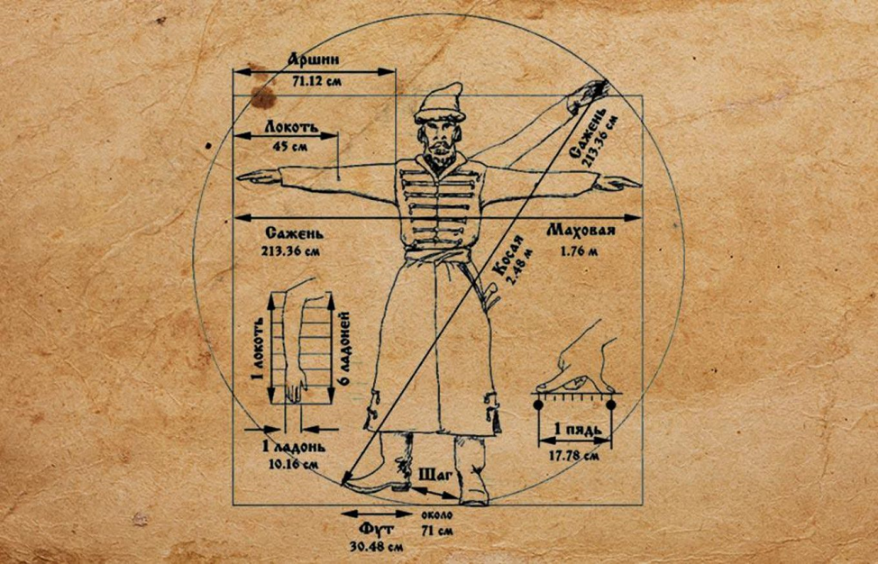 Аршин
71.12 см
Локоть
45 см
Сажень
213.36 см
Сажень
213.36 см
Маховая
1.76 м
Косая
2.48 м
1 локоть
6 ладоней
1 ладонь
10.16 см
1 пядь
17.78 см
Шаг
около
71 см
Фут
30.48 см